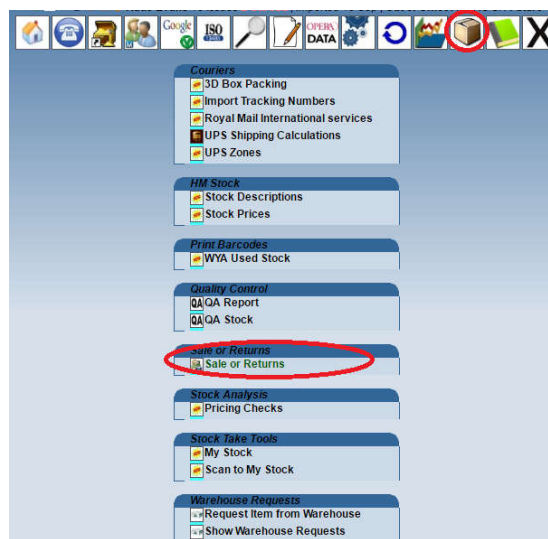 Google
ISO
OPERA
DATA
Couriers
3D Box Packing
Import Tracking Numbers
Royal Mail International services
UPS Shipping Calculations
UPS Zones
HM Stock
Stock Descriptions
Stock Prices
Print Barcodes
WYA Used Stock
Quality Control
QA QA Report
QA QA Stock
Sale or Returns
Sale or Returns
Stock Analysis
Pricing Checks
Stock Take Tools
My Stock
Scan to My Stock
Warehouse Requests
Request Item from Warehouse
Show Warehouse Requests